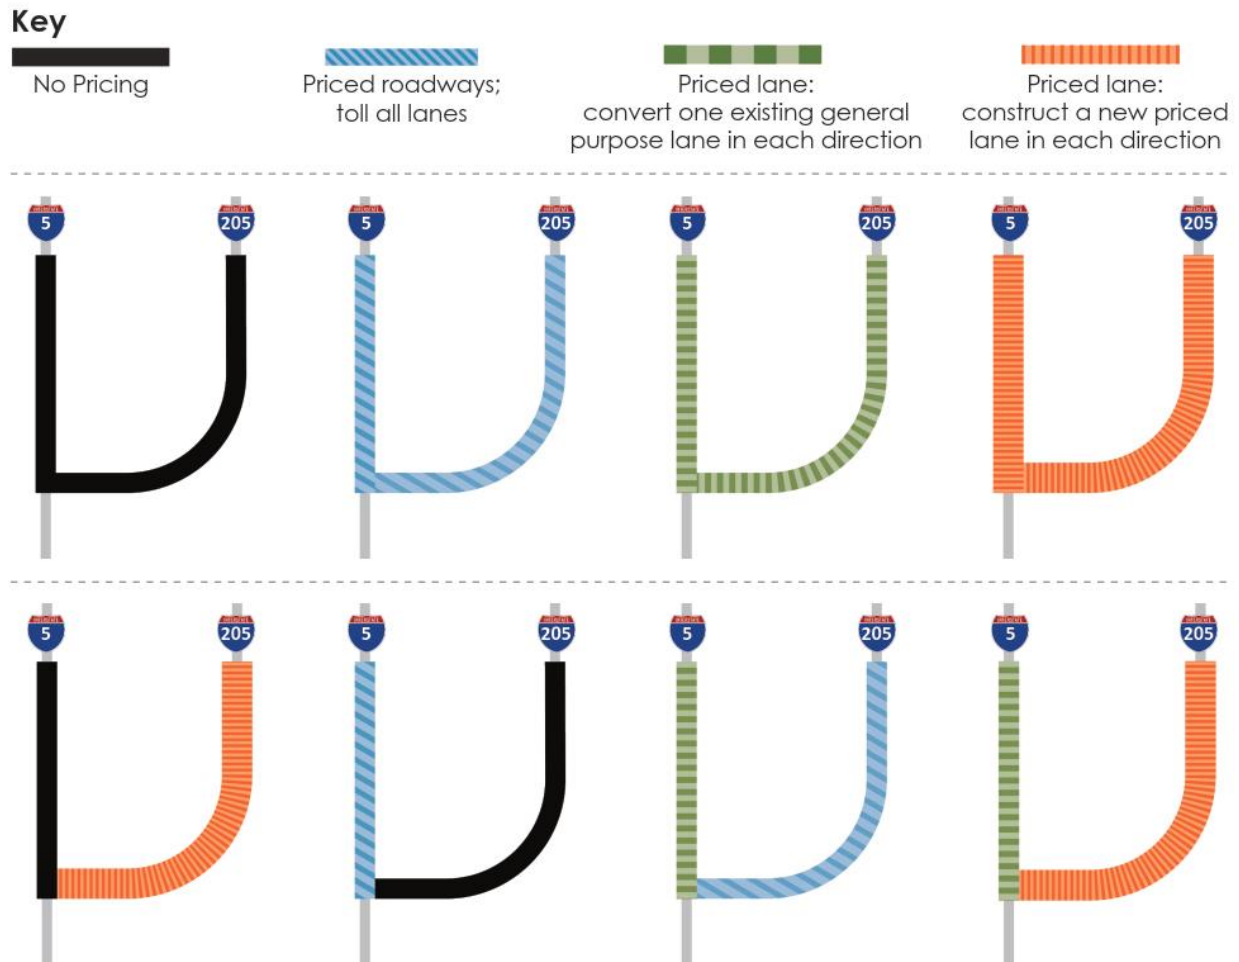 Key
No Pricing
Priced roadways;
toll all lanes
Priced lane:
convert one existing general
purpose lane in each direction
Priced lane:
construct a new priced
lane in each direction
5
205
5
205
5
205
5
205
5
205
5
205
5
205
5
205